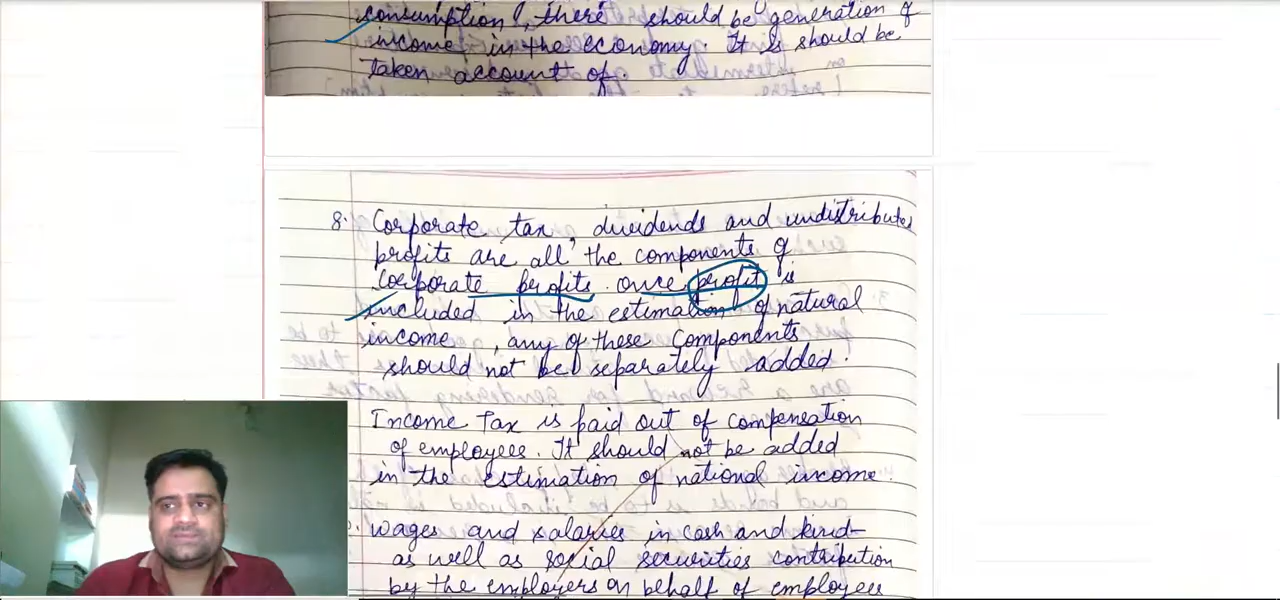 consumption, there should be generation of
income in the economy. It is should be
taken account of.
8. Corporate tax, dividends and undistributes
profits are all the components of
Corporate profits. once profit is
included in the estimation of natural
income, any of these components
should not be separately added.
Income Tax is paid out of compensation
of employees. It should not be added
in the estimation of national income.
Wages and salaries in cash and kind
as well as social securities contribution
by the employers on behalf of employee